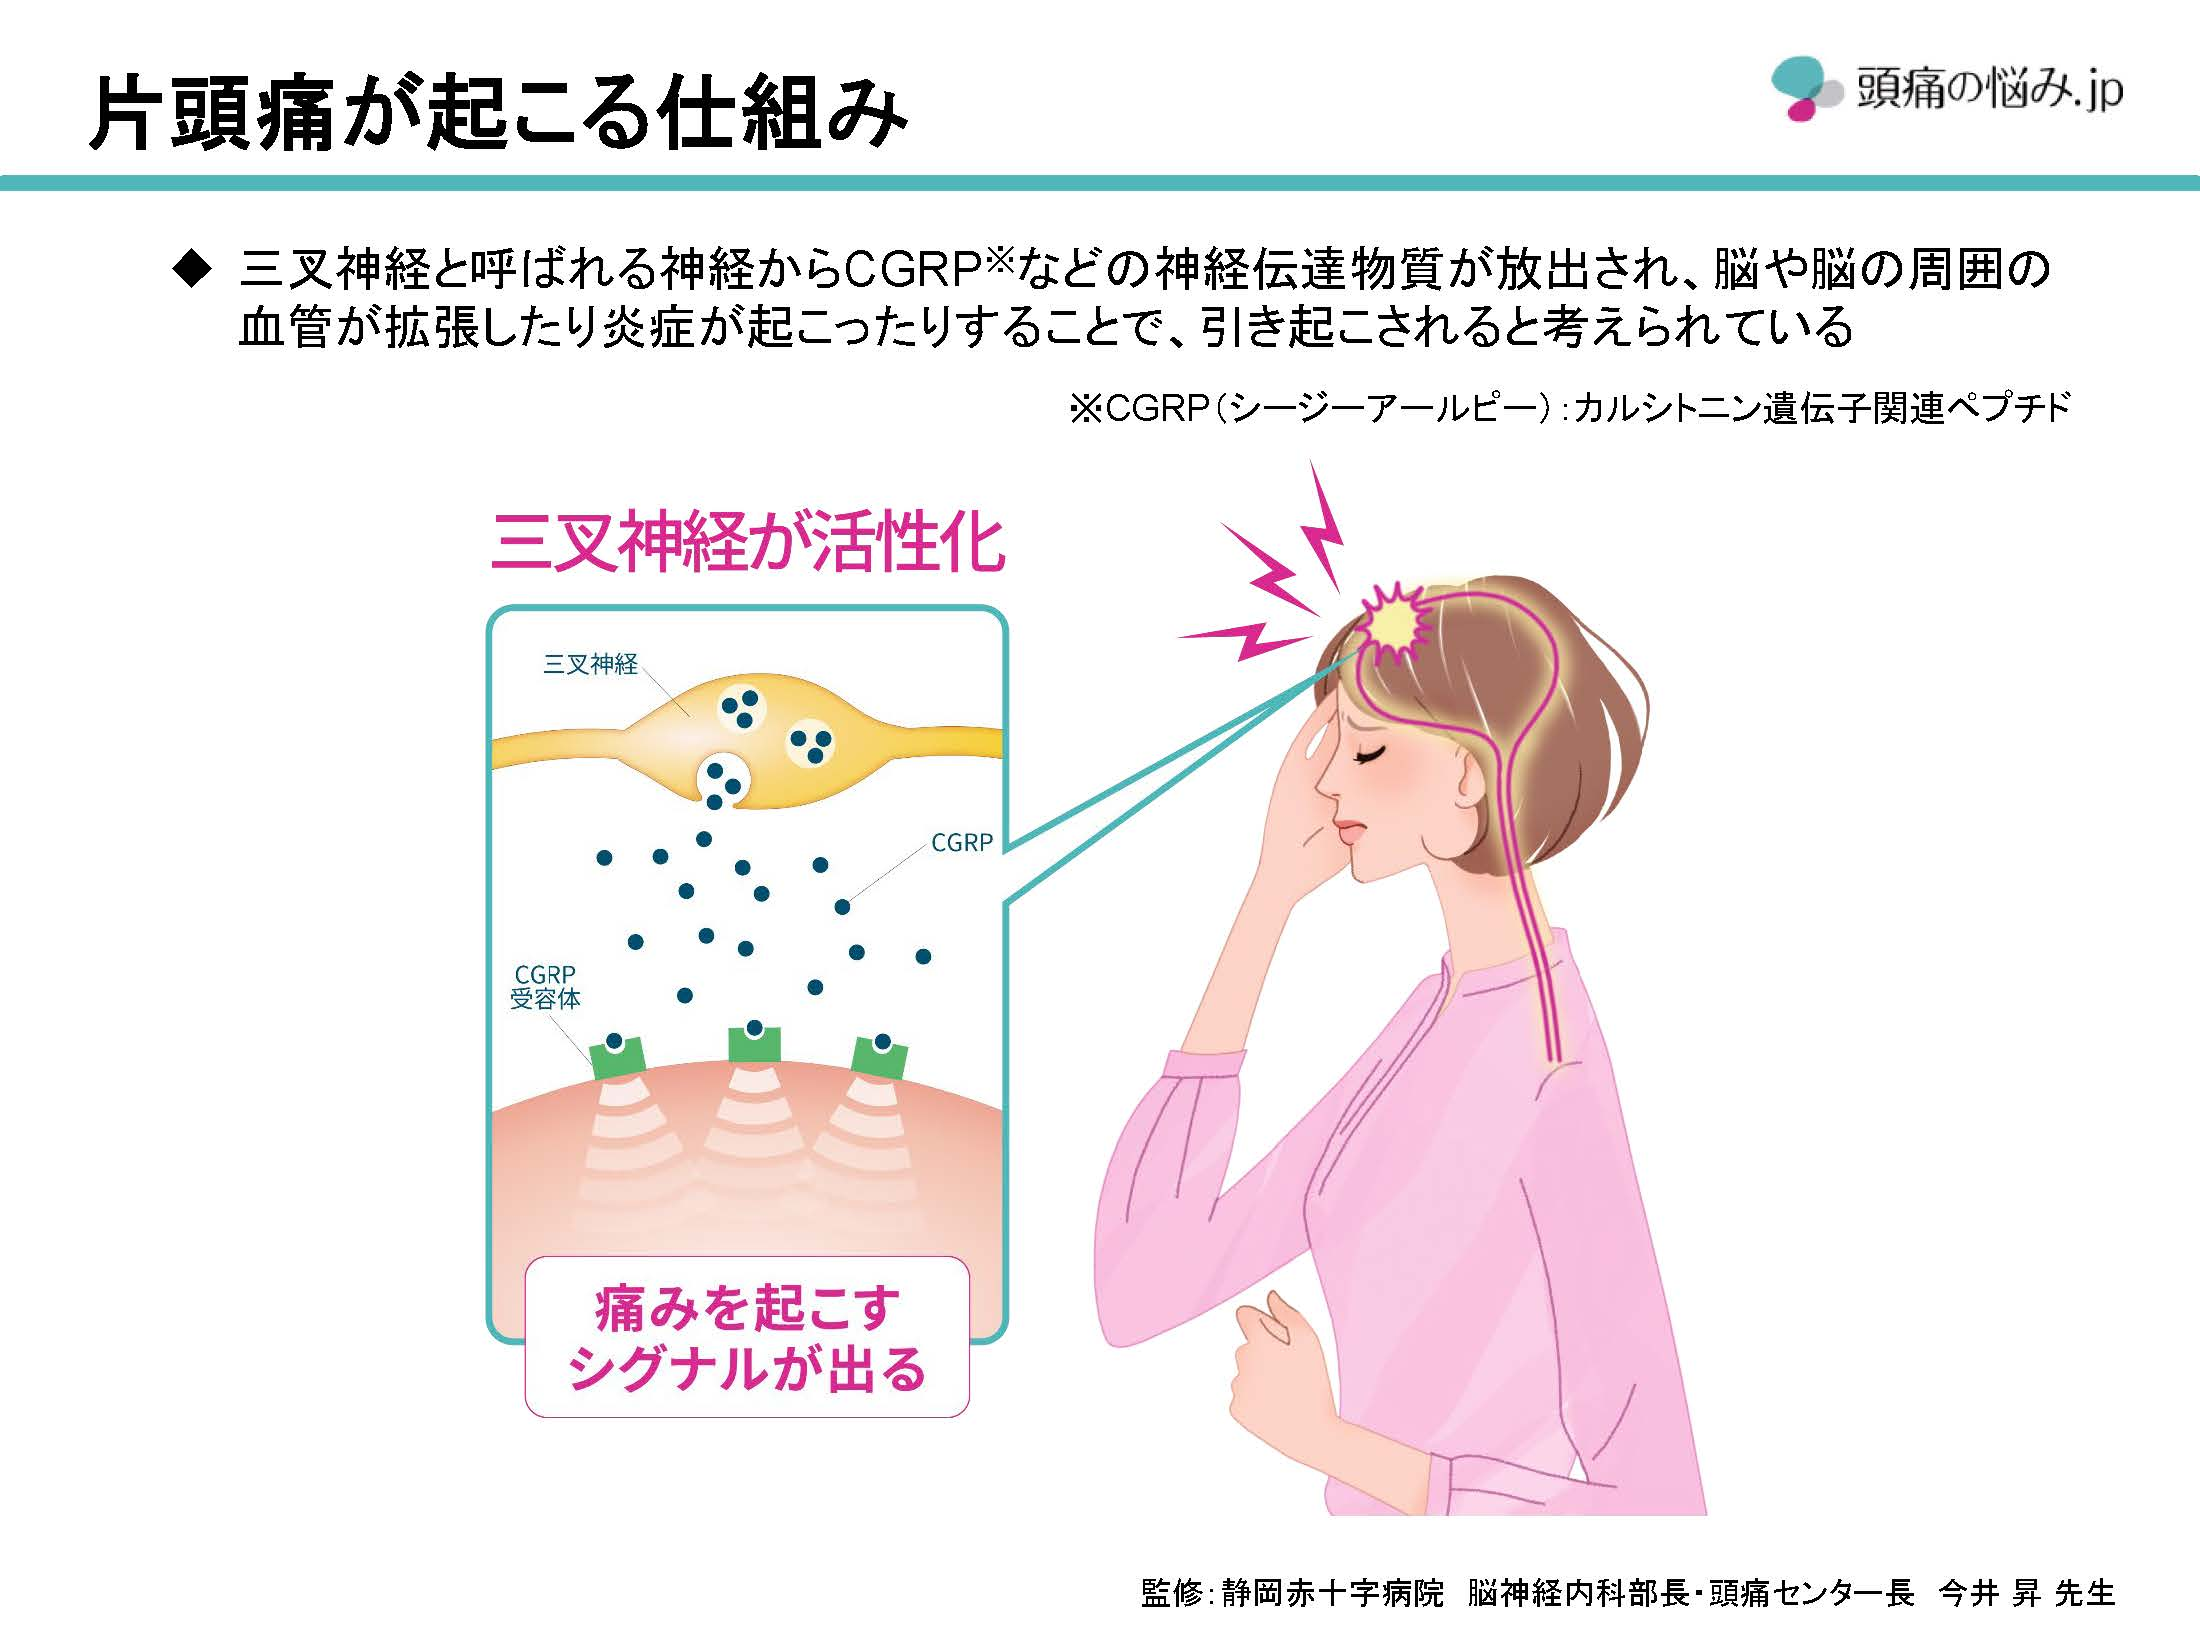 片頭痛が起こる仕組み
頭痛の悩み.jp
◆ 三叉神経と呼ばれる神経からCGRP※などの神経伝達物質が放出され、脳や脳の周囲の
血管が拡張したり炎症が起こったりすることで、引き起こされると考えられている
※CGRP（シージーアールピー）：カルシトニン遺伝子関連ペプチド
三叉神経が活性化
三叉神経
CGRP
CGRP
受容体
痛みを起こす
シグナルが出る
監修：静岡赤十字病院　脳神経内科部長・頭痛センター長　今井 昇 先生